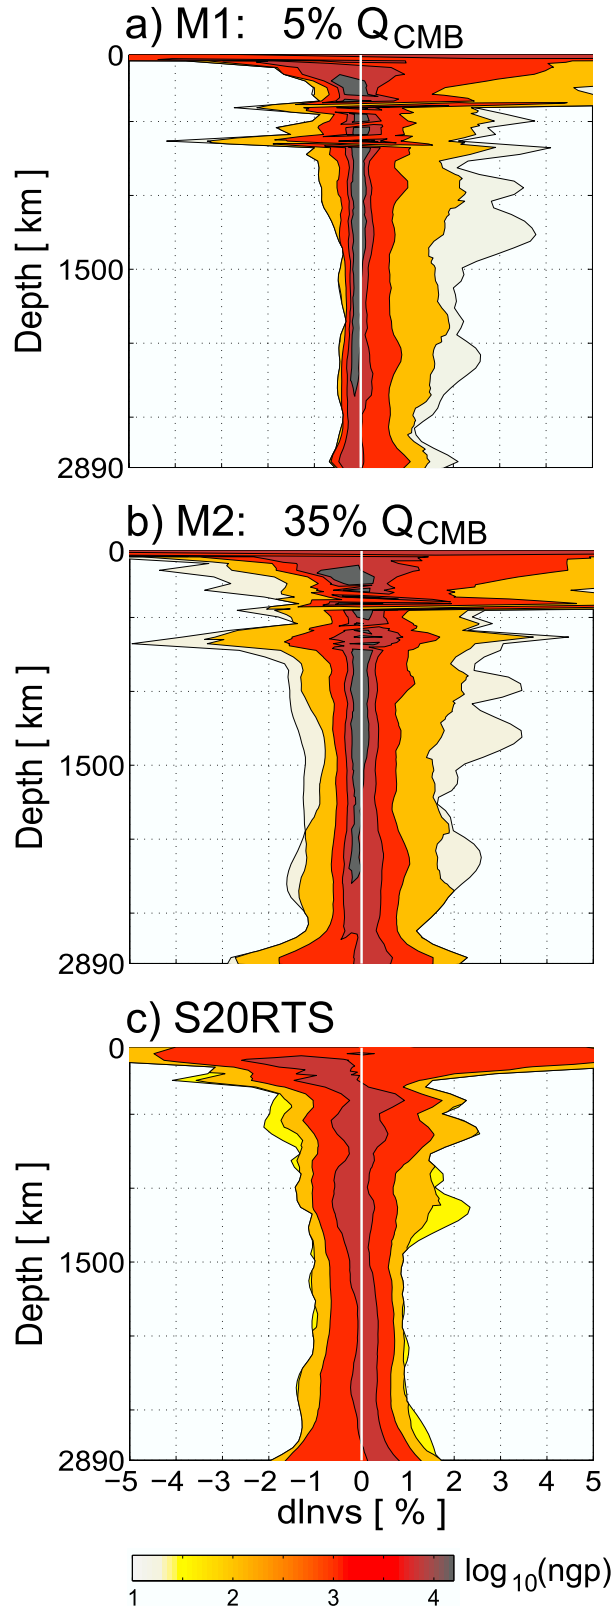 a) M1: 5% QCMB
0
1500
2890
Depth [ km ]
b) M2: 35% QCMB
0
1500
2890
Depth [ km ]
c) S20RTS
0
1500
2890
Depth [ km ]
−5 −4 −3 −2 −1 0 1 2 3 4 5
dlnvs [ % ]
log10(ngp)
1 2 3 4